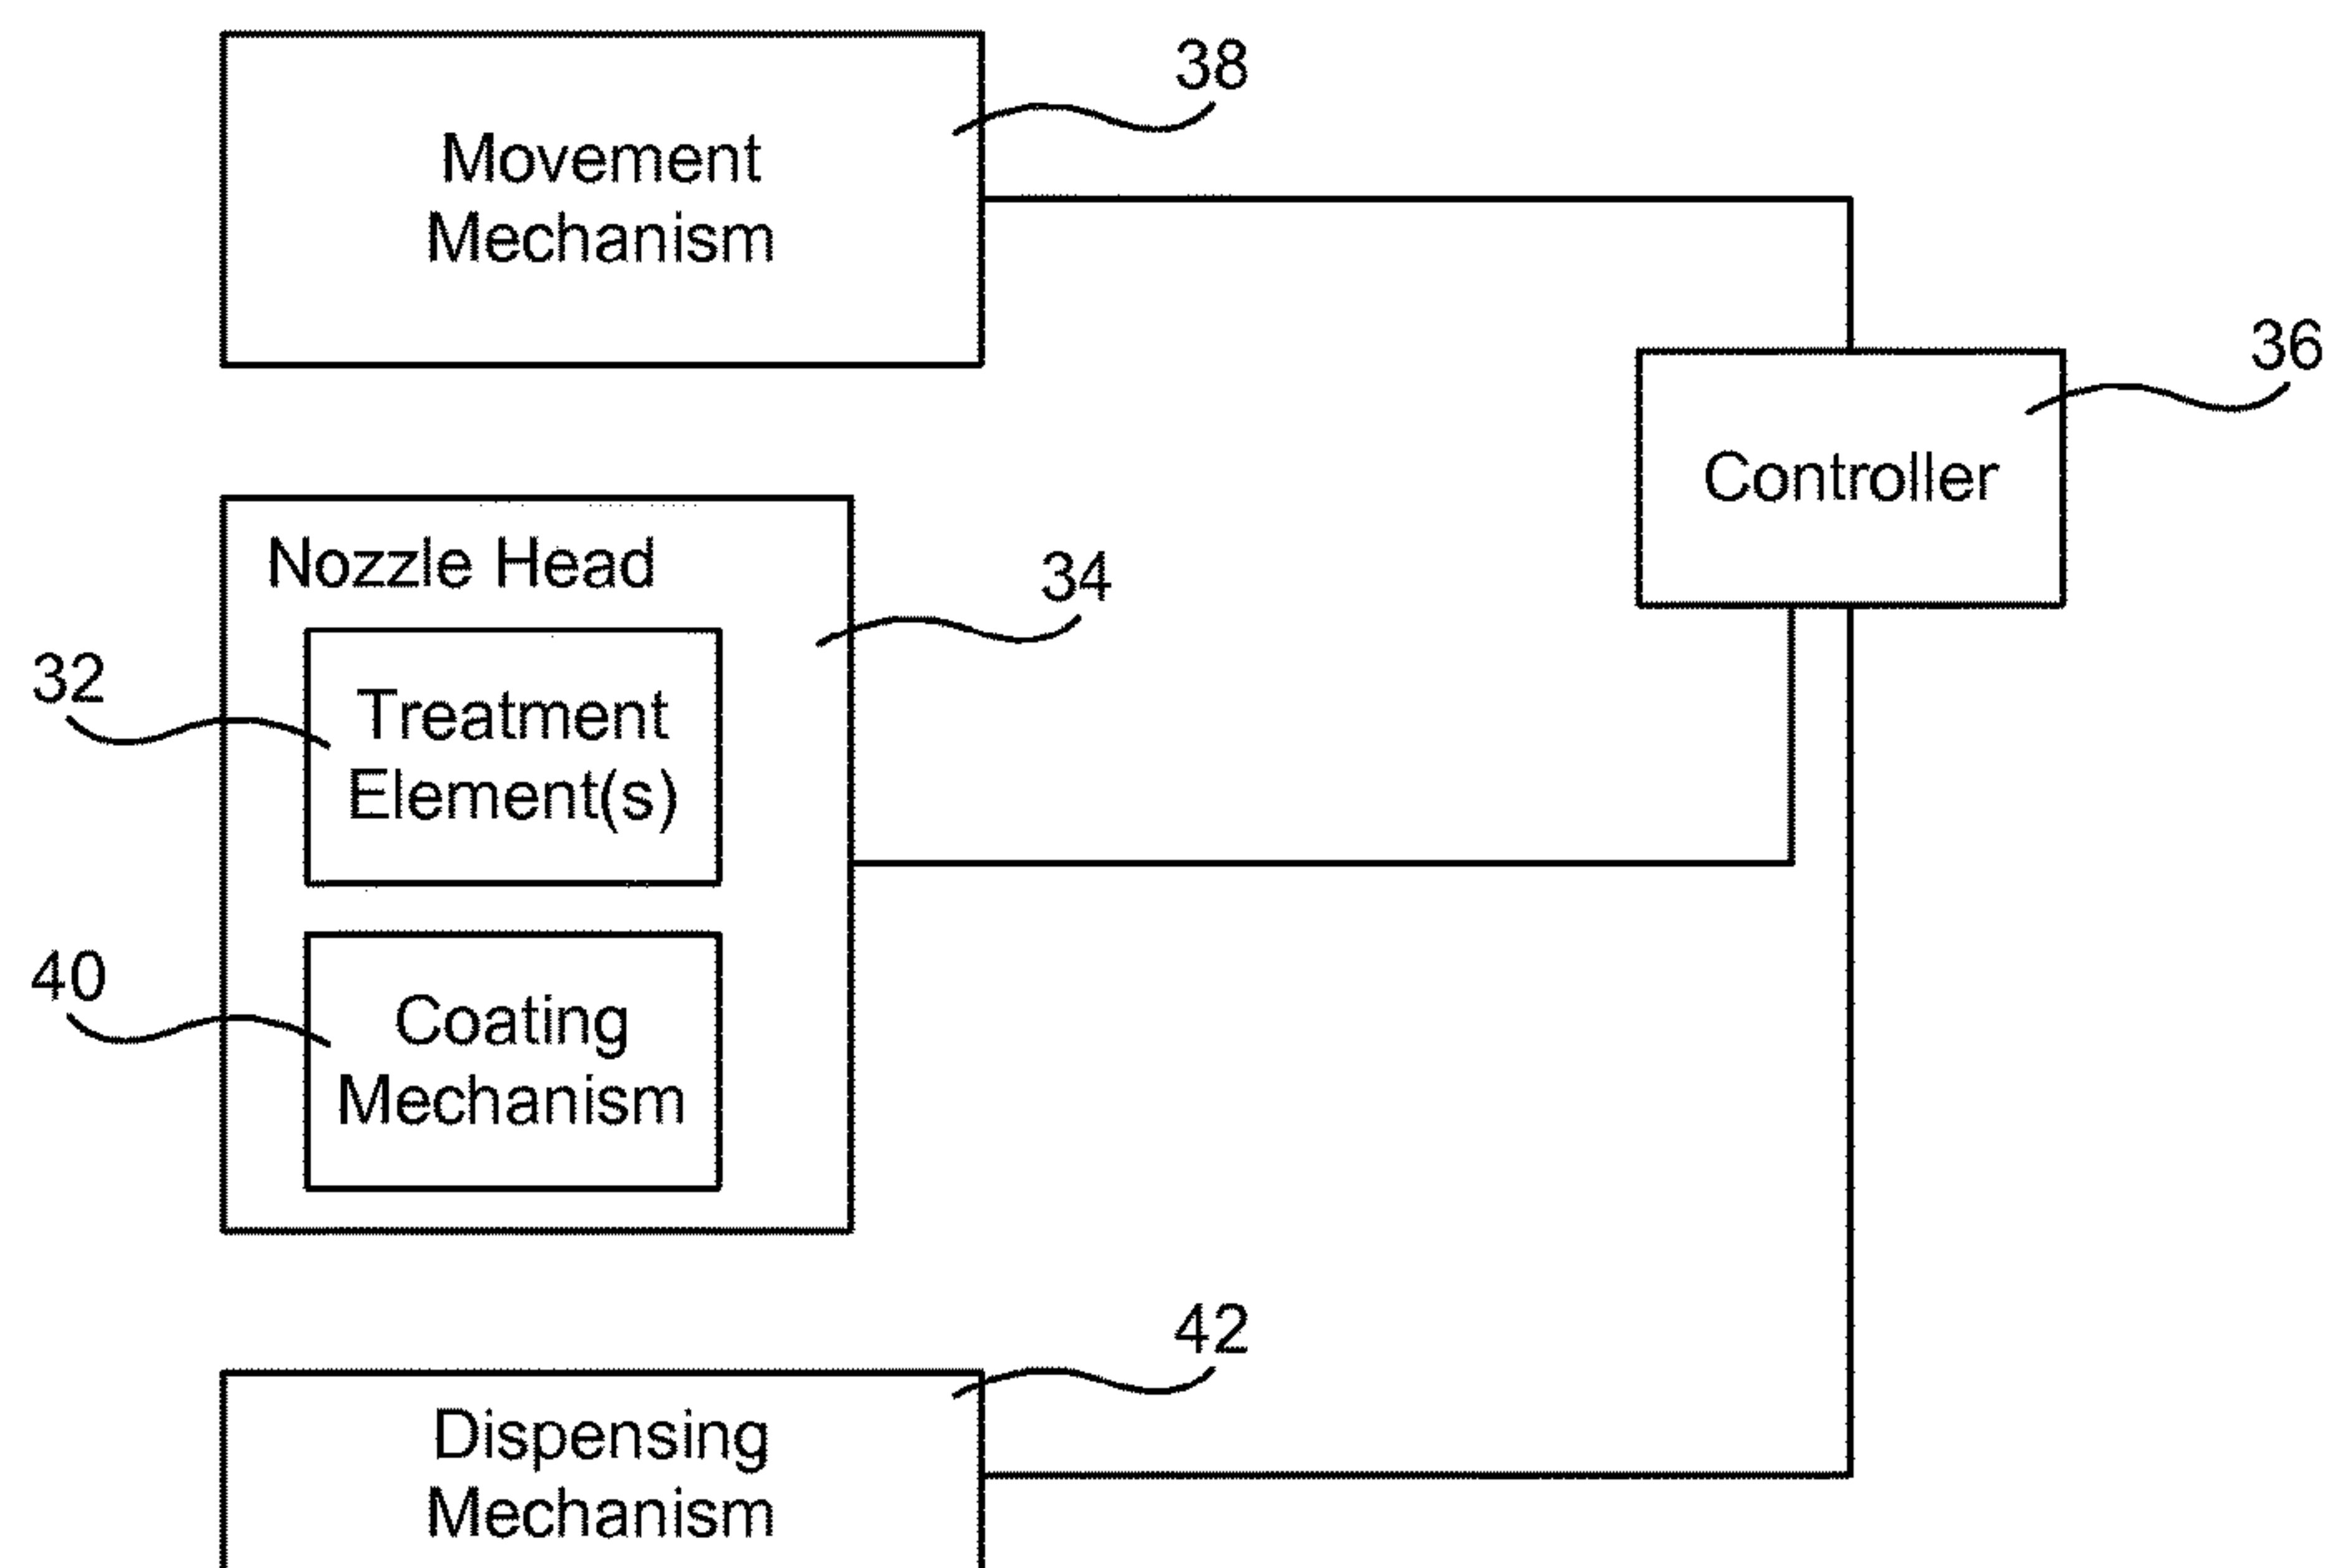 38
Movement
Mechanism
36
Controller
Nozzle Head
34
32
Treatment
Element(s)
40
Coating
Mechanism
42
Dispensing
Mechanism